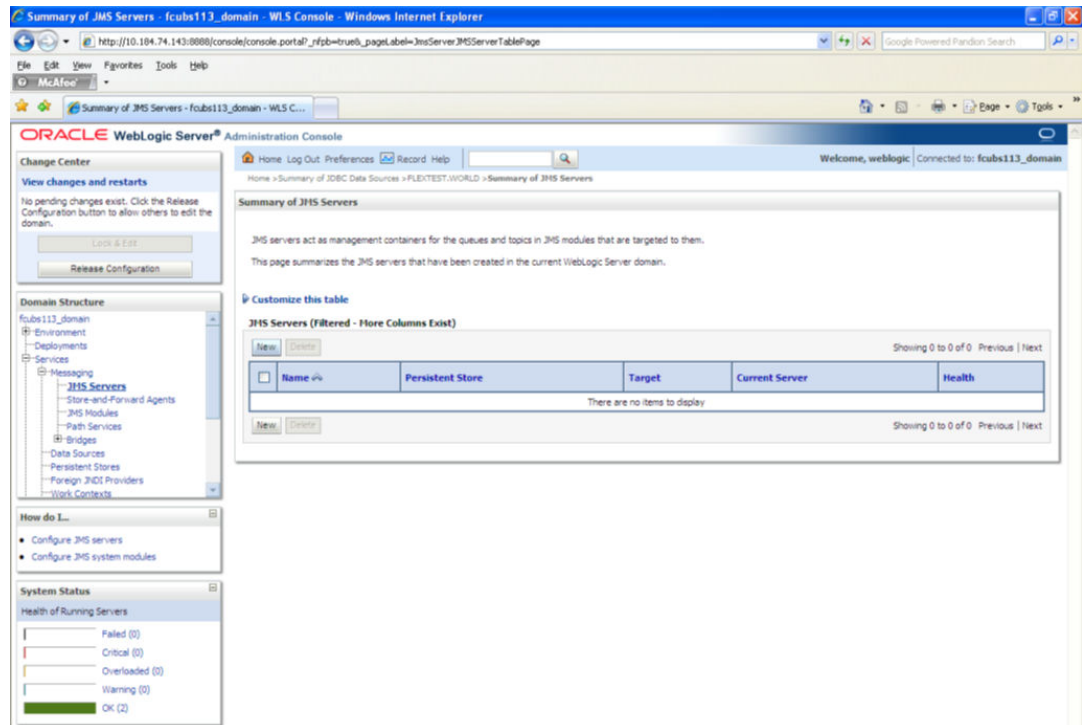 Summary of JMS Servers - fcubs113_domain - WLS Console - Windows Internet Explorer
http://10.184.74.143:8888/console/console.portal?_nfpb=true&_pageLabel=JmsServerJMSServerTablePage
Google Powered Pandion Search
File Edit View Favorites Tools Help
McAfee
Summary of JMS Servers - fcubs113_domain - WLS C...
Page Tools
ORACLE WebLogic Server® Administration Console
Change Center
View changes and restarts
No pending changes exist. Click the Release
Configuration button to allow others to edit the
domain.
Lock & Edit
Release Configuration
Domain Structure
fcubs113_domain
Environment
Deployments
Services
Messaging
JMS Servers
Store-and-Forward Agents
JMS Modules
Path Services
Bridges
Data Sources
Persistent Stores
Foreign JNDI Providers
Work Contexts
How do I...
Configure JMS servers
Configure JMS system modules
System Status
Health of Running Servers
Failed (0)
Critical (0)
Overloaded (0)
Warning (0)
OK (2)
Home Log Out Preferences Record Help
Welcome, weblogic Connected to: fcubs113_domain
Home >Summary of JDBC Data Sources >FLEXTEST.WORLD >Summary of JMS Servers
Summary of JMS Servers
JMS servers act as management containers for the queues and topics in JMS modules that are targeted to them.
This page summarizes the JMS servers that have been created in the current WebLogic Server domain.
Customize this table
JMS Servers (Filtered - More Columns Exist)
New Delete Showing 0 to 0 of 0 Previous | Next
Name Persistent Store Target Current Server Health
There are no items to display
New Delete Showing 0 to 0 of 0 Previous | Next